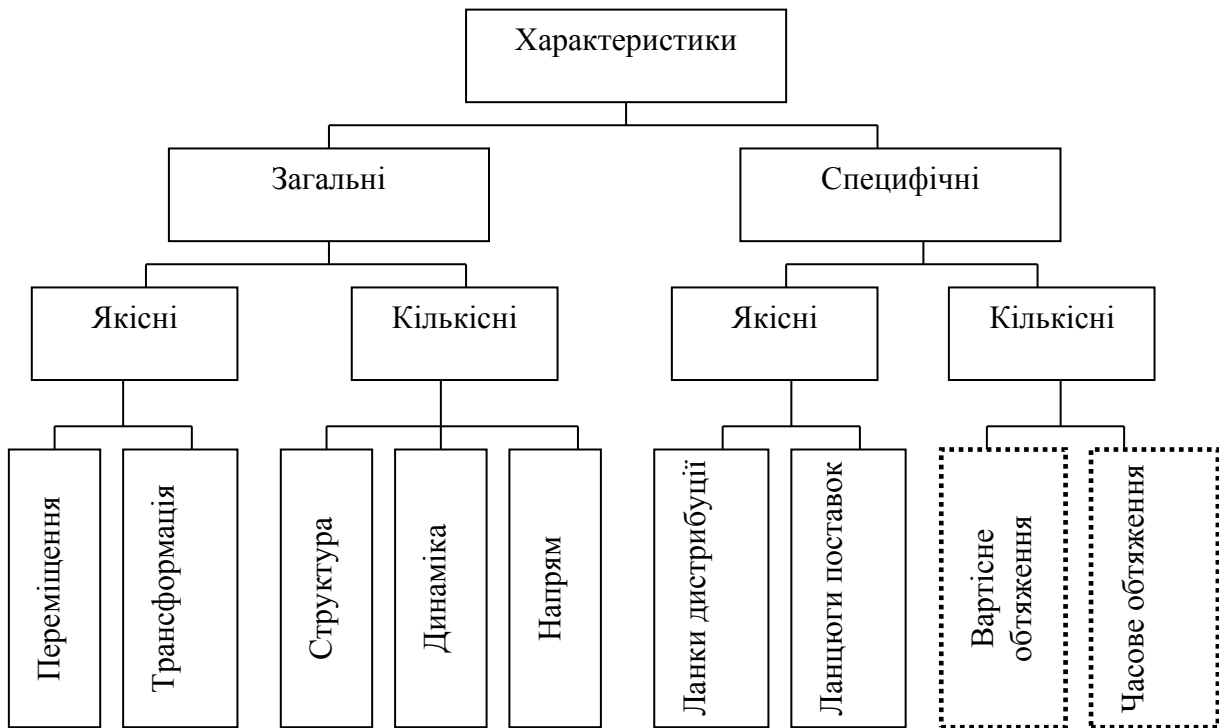 Характеристики
Загальні
Специфічні
Якісні
Кількісні
Якісні
Кількісні
Переміщення
Трансформація
Структура
Динаміка
Напрям
Ланки дистрибуції
Ланцюги поставок
Вартісне
обтяження
Часове обтяження